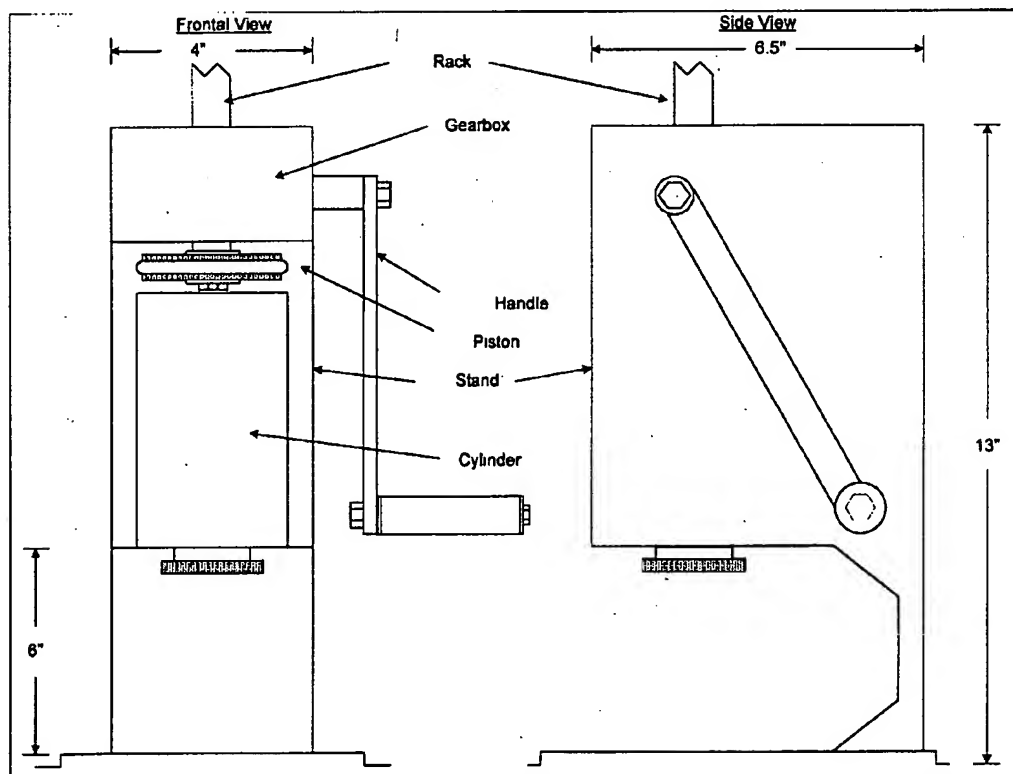 Frontal View
4"
Side View
6.5"
Rack
Gearbox
Handle
Piston
Stand
Cylinder
13"
6"